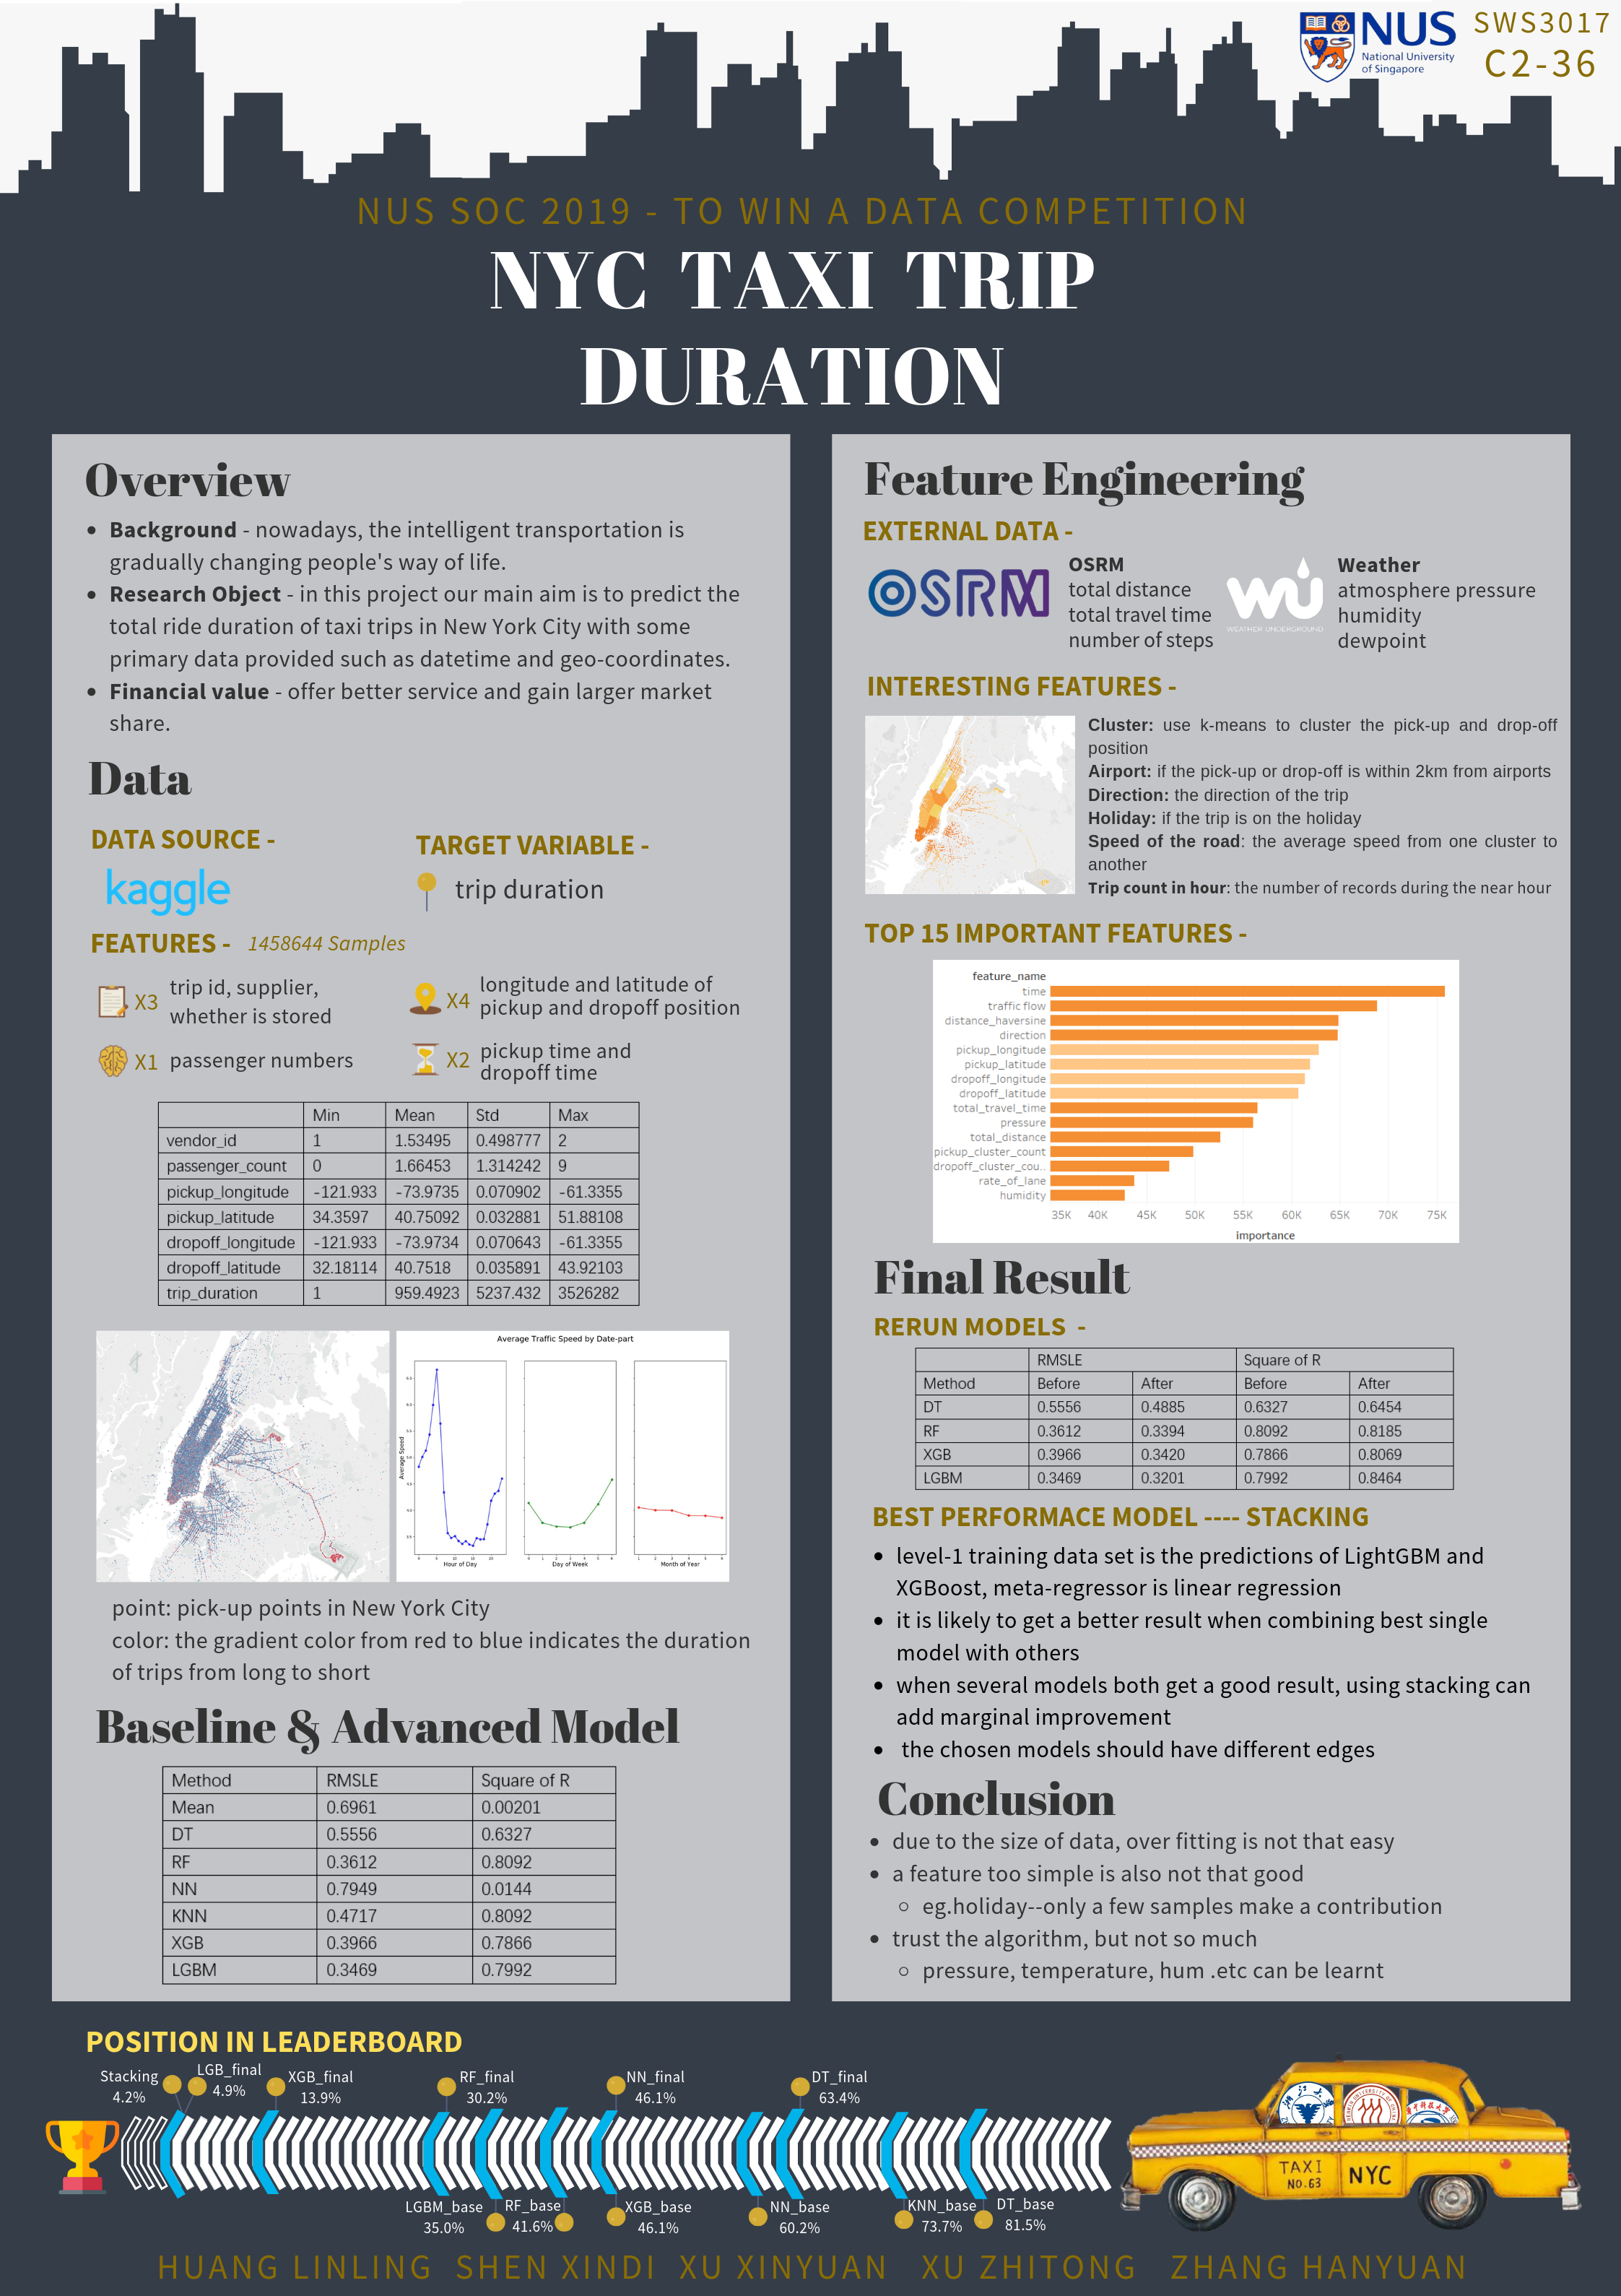 NUS
National University
of Singapore
SWS3017
C2-36
NUS SOC 2019 - TO WIN A DATA COMPETITION
NYC TAXI TRIP
DURATION
Overview
• Background - nowadays, the intelligent transportation is
gradually changing people's way of life.
• Research Object - in this project our main aim is to predict the
total ride duration of taxi trips in New York City with some
primary data provided such as datetime and geo-coordinates.
• Financial value - offer better service and gain larger market
share.
Data
DATA SOURCE -
kaggle
TARGET VARIABLE -
trip duration
FEATURES - 1458644 Samples
X3 trip id, supplier,
whether is stored
X4 longitude and latitude of
pickup and dropoff position
X1 passenger numbers
X2 pickup time and
dropoff time
Min Mean Std Max
vendor_id 1 1.53495 0.498777 2
passenger_count 0 1.66453 1.314242 9
pickup_longitude -121.933 -73.9735 0.070902 -61.3355
pickup_latitude 34.3597 40.75092 0.032881 51.88108
dropoff_longitude -121.933 -73.9734 0.070643 -61.3355
dropoff_latitude 32.18114 40.7518 0.035891 43.92103
trip_duration 1 959.4923 5237.432 3526282
Average Traffic Speed by Date-part
Average Speed
Hour of Day
Day of Week
Month of Year
point: pick-up points in New York City
color: the gradient color from red to blue indicates the duration
of trips from long to short
Baseline & Advanced Model
Method RMSLE Square of R
Mean 0.6961 0.00201
DT 0.5556 0.6327
RF 0.3612 0.8092
NN 0.7949 0.0144
KNN 0.4717 0.8092
XGB 0.3966 0.7866
LGBM 0.3469 0.7992
Feature Engineering
EXTERNAL DATA -
OSRM
OSRM
total distance
total travel time
number of steps
wu
WEATHER UNDERGROUND
Weather
atmosphere pressure
humidity
dewpoint
INTERESTING FEATURES -
Cluster: use k-means to cluster the pick-up and drop-off
position
Airport: if the pick-up or drop-off is within 2km from airports
Direction: the direction of the trip
Holiday: if the trip is on the holiday
Speed of the road: the average speed from one cluster to
another
Trip count in hour: the number of records during the near hour
TOP 15 IMPORTANT FEATURES -
feature_name
time
traffic flow
distance_haversine
direction
pickup_longitude
pickup_latitude
dropoff_longitude
dropoff_latitude
total_travel_time
pressure
total_distance
pickup_cluster_count
dropoff_cluster_cou..
rate_of_lane
humidity
35K 40K 45K 50K 55K 60K 65K 70K 75K
importance
Final Result
RERUN MODELS -
RMSLE Square of R
Method Before After Before After
DT 0.5556 0.4885 0.6327 0.6454
RF 0.3612 0.3394 0.8092 0.8185
XGB 0.3966 0.3420 0.7866 0.8069
LGBM 0.3469 0.3201 0.7992 0.8464
BEST PERFORMACE MODEL ---- STACKING
• level-1 training data set is the predictions of LightGBM and
XGBoost, meta-regressor is linear regression
• it is likely to get a better result when combining best single
model with others
• when several models both get a good result, using stacking can
add marginal improvement
• the chosen models should have different edges
Conclusion
• due to the size of data, over fitting is not that easy
• a feature too simple is also not that good
○ eg.holiday--only a few samples make a contribution
• trust the algorithm, but not so much
○ pressure, temperature, hum .etc can be learnt
POSITION IN LEADERBOARD
Stacking
4.2%
LGB_final
4.9%
XGB_final
13.9%
RF_final
30.2%
NN_final
46.1%
DT_final
63.4%
LGBM_base
35.0%
RF_base
41.6%
XGB_base
46.1%
NN_base
60.2%
KNN_base
73.7%
DT_base
81.5%
TAXI
NO.63
NYC
HUANG LINLING SHEN XINDI XU XINYUAN XU ZHITONG ZHANG HANYUAN